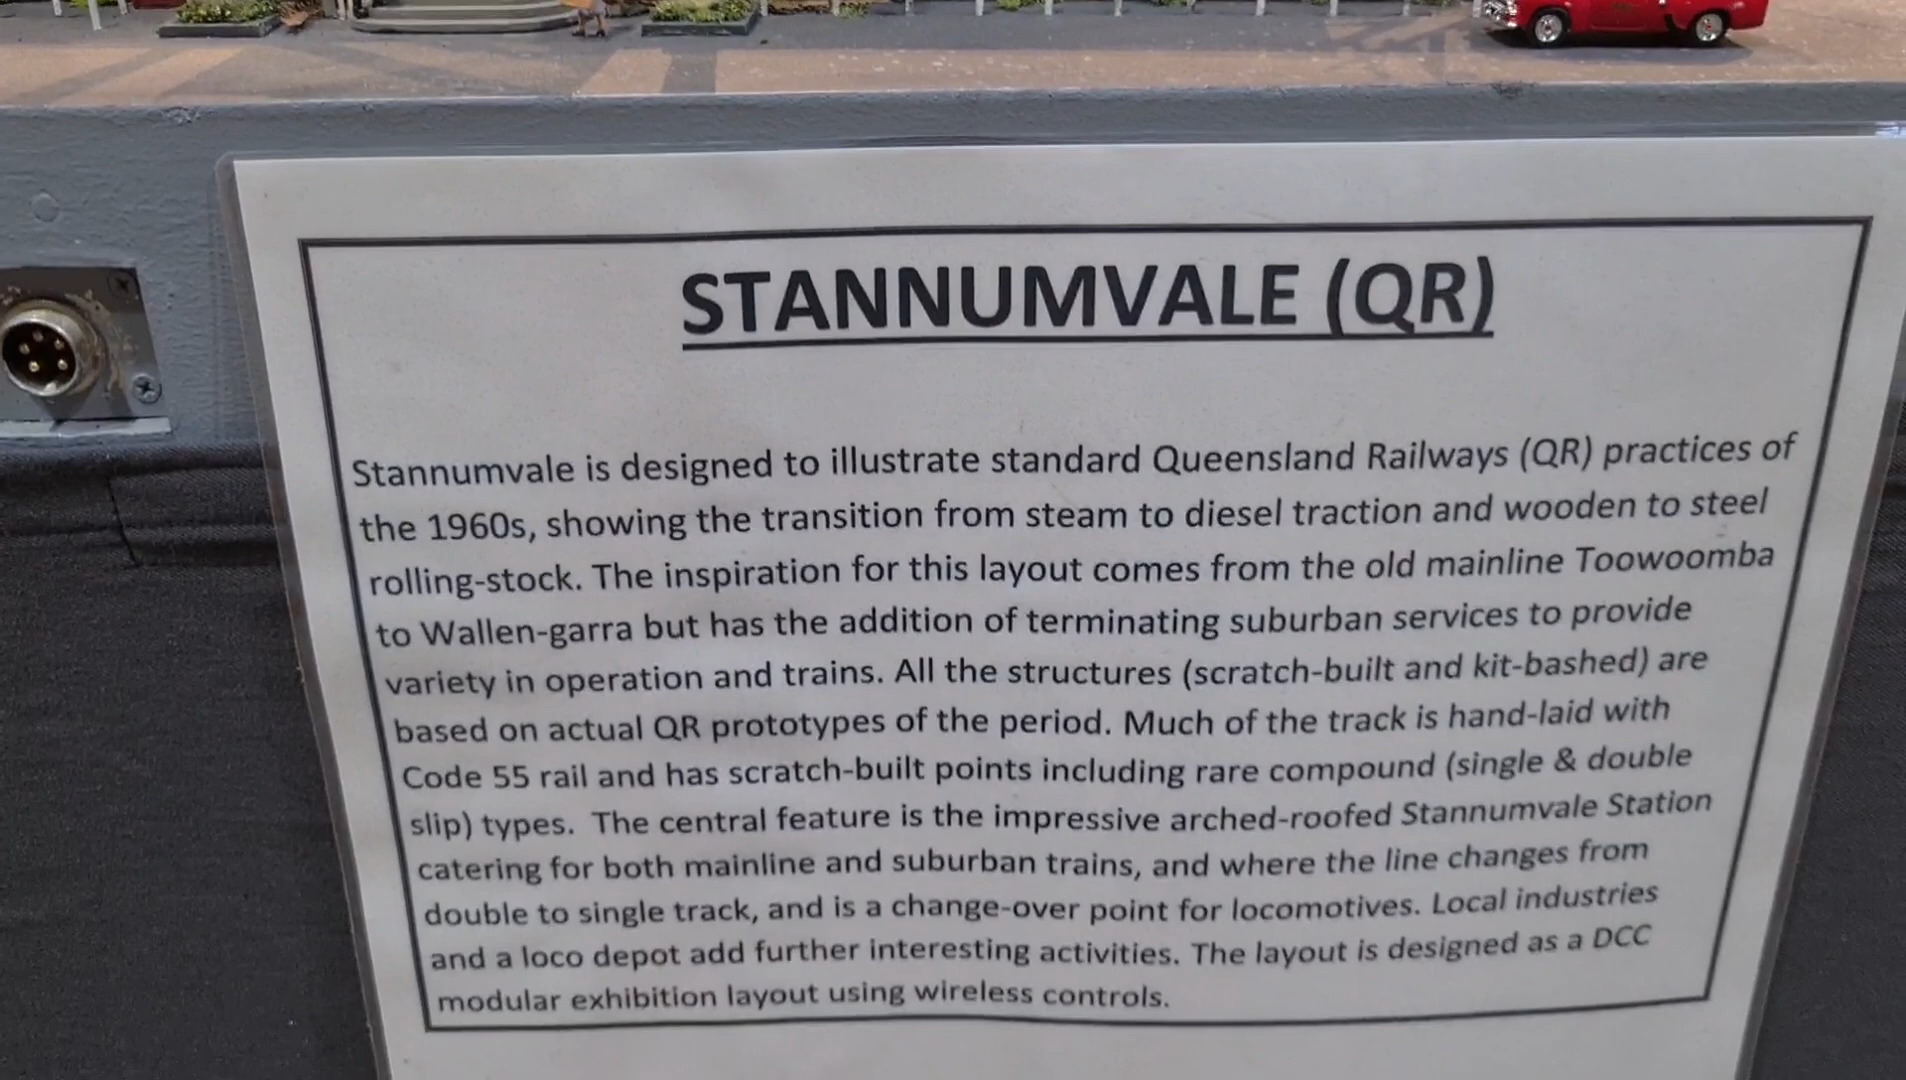 STANNUMVALE (QR)
Stannumvale is designed to illustrate standard Queensland Railways (QR) practices of
the 1960s, showing the transition from steam to diesel traction and wooden to steel
rolling-stock. The inspiration for this layout comes from the old mainline Toowoomba
to Wallen-garra but has the addition of terminating suburban services to provide
variety in operation and trains. All the structures (scratch-built and kit-bashed) are
based on actual QR prototypes of the period. Much of the track is hand-laid with
Code 55 rail and has scratch-built points including rare compound (single & double
slip) types. The central feature is the impressive arched-roofed Stannumvale Station
catering for both mainline and suburban trains, and where the line changes from
double to single track, and is a change-over point for locomotives. Local industries
and a loco depot add further interesting activities. The layout is designed as a DCC
modular exhibition layout using wireless controls.